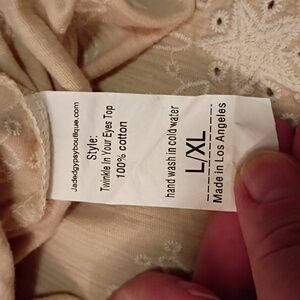 Jadedgypsyboutique.com
Style:
Twinkle In Your Eyes Top
100% cotton
hand wash in cold water
L/XL
Made in Los Angeles